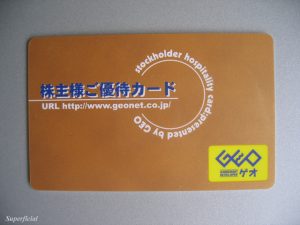 stockholder hospitality card:presented by GEO
株主様ご優待カード
URL http://www.geonet.co.jp/
GEO
ゲオ
Superficial